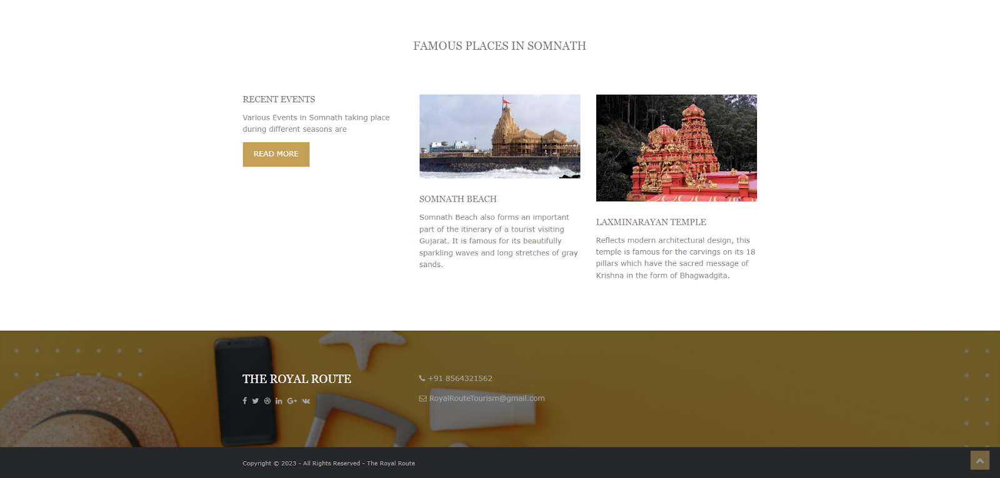 FAMOUS PLACES IN SOMNATH
RECENT EVENTS
Various Events in Somnath taking place
during different seasons are
READ MORE
SOMNATH BEACH
Somnath Beach also forms an important
part of the itinerary of a tourist visiting
Gujarat. It is famous for its beautifully
sparkling waves and long stretches of gray
sands.
LAXMINARAYAN TEMPLE
Reflects modern architectural design, this
temple is famous for the carvings on its 18
pillars which have the sacred message of
Krishna in the form of Bhagwadgita.
THE ROYAL ROUTE
+91 8564321562
RoyalRouteTourism@gmail.com
Copyright © 2023 - All Rights Reserved - The Royal Route